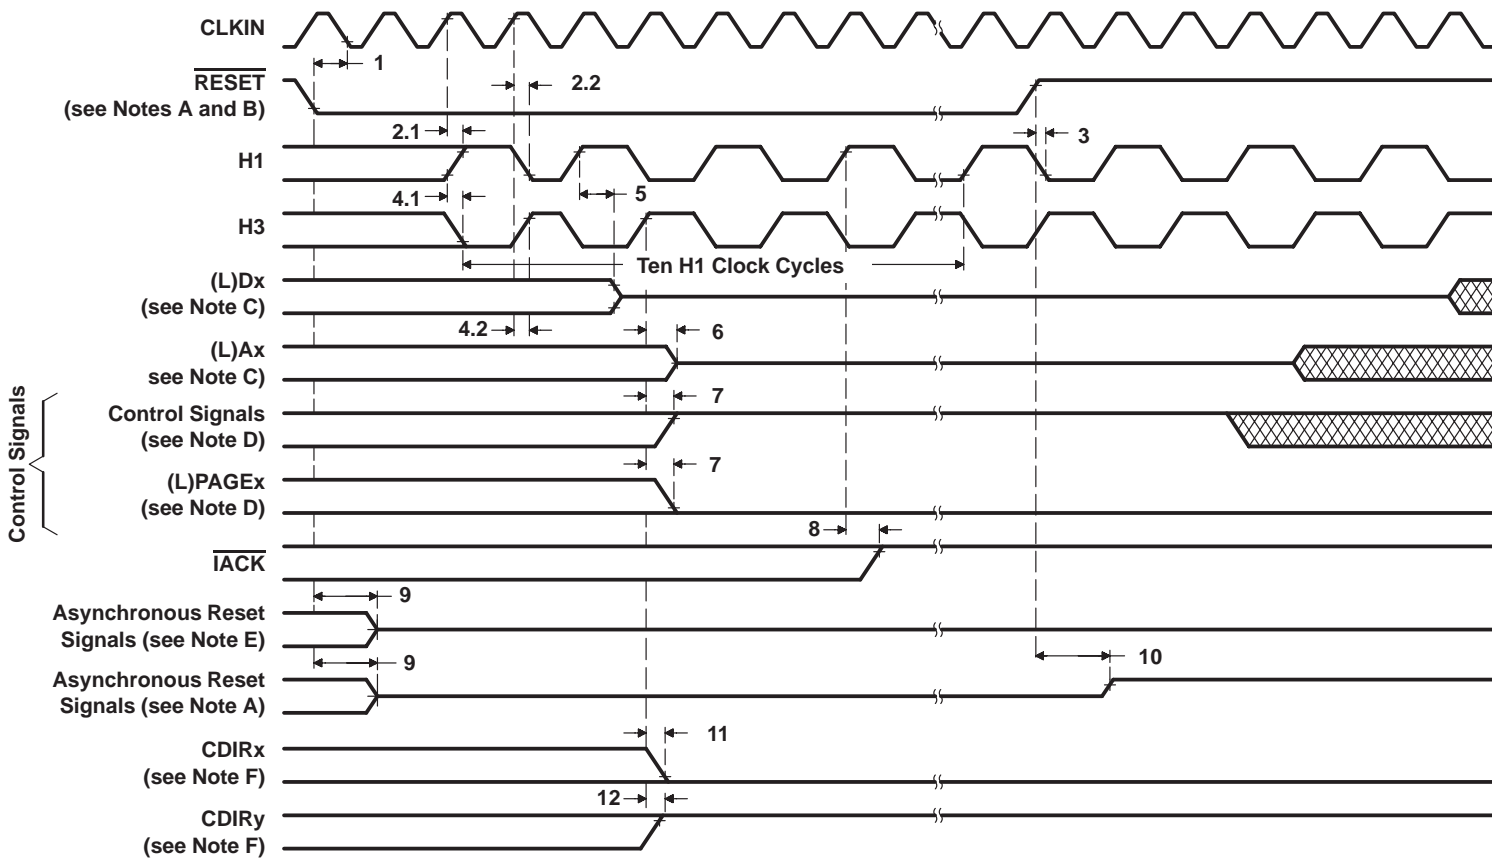 CLKIN
1
RESET
(see Notes A and B)
2.2
2.1
3
H1
4.1
5
H3
Ten H1 Clock Cycles
(L)Dx
(see Note C)
4.2
6
(L)Ax
see Note C)
7
Control Signals
Control Signals
(see Note D)
7
(L)PAGEx
(see Note D)
8
IACK
9
Asynchronous Reset
Signals (see Note E)
9
10
Asynchronous Reset
Signals (see Note A)
11
CDIRx
(see Note F)
12
CDIRy
(see Note F)